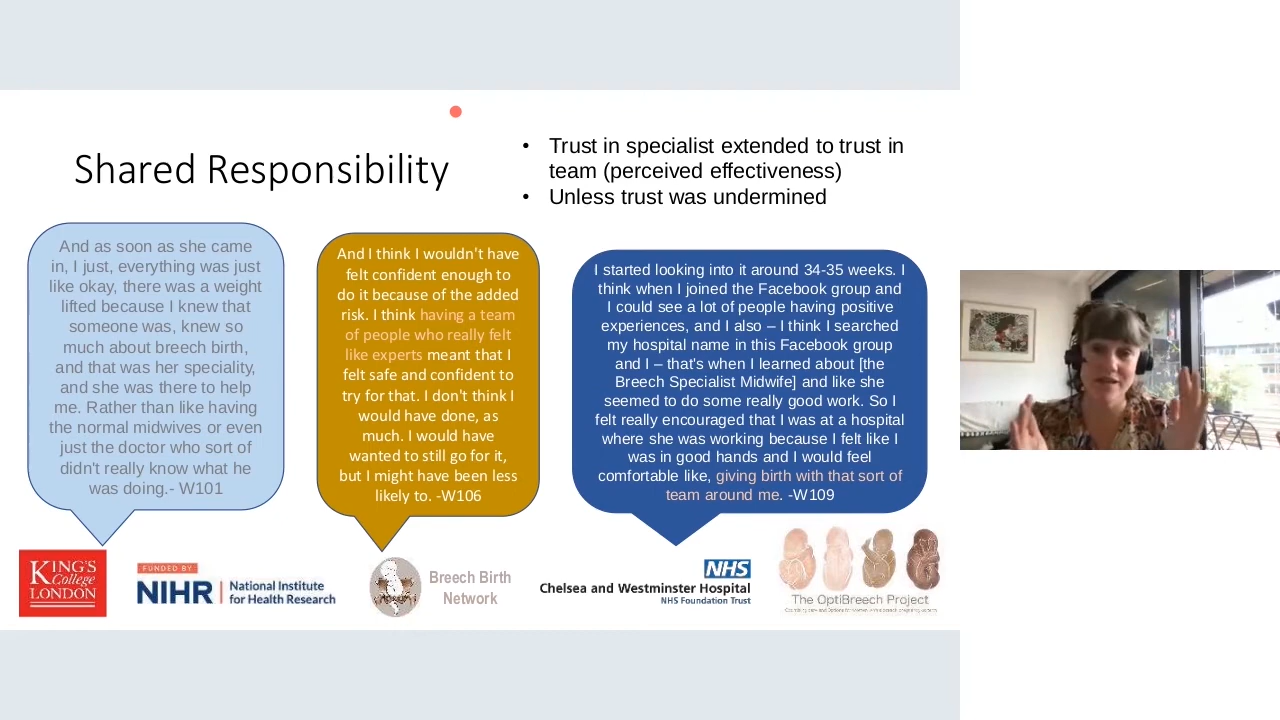 Shared Responsibility
• Trust in specialist extended to trust in
team (perceived effectiveness)
• Unless trust was undermined
And as soon as she came
in, I just, everything was just
like okay, there was a weight
lifted because I knew that
someone was, knew so
much about breech birth,
and that was her speciality,
and she was there to help
me. Rather than like having
the normal midwives or even
just the doctor who sort of
didn't really know what he
was doing.- W101
And I think I wouldn't have
felt confident enough to
do it because of the added
risk. I think having a team
of people who really felt
like experts meant that I
felt safe and confident to
try for that. I don't think I
would have done, as
much. I would have
wanted to still go for it,
but I might have been less
likely to. -W106
I started looking into it around 34-35 weeks. I
think when I joined the Facebook group and
I could see a lot of people having positive
experiences, and I also – I think I searched
my hospital name in this Facebook group
and I – that's when I learned about [the
Breech Specialist Midwife] and like she
seemed to do some really good work. So I
felt really encouraged that I was at a hospital
where she was working because I felt like I
was in good hands and I would feel
comfortable like, giving birth with that sort of
team around me. -W109
KING'S
College
LONDON
FUNDED BY
NIHR | National Institute
for Health Research
Breech Birth
Network
NHS
Chelsea and Westminster Hospital
NHS Foundation Trust
The OptiBreech Project